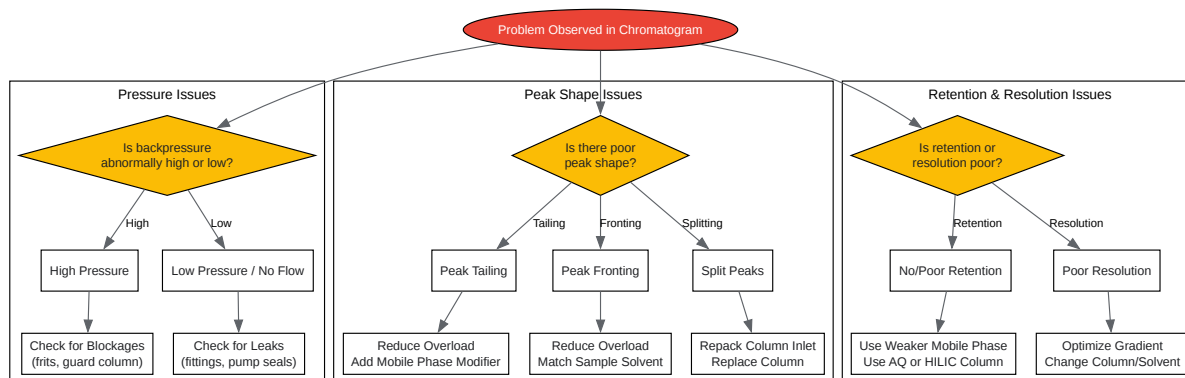 Problem Observed in Chromatogram
Pressure Issues
Peak Shape Issues
Retention & Resolution Issues
Is backpressure
abnormally high or low?
Is there poor
peak shape?
Is retention or
resolution poor?
High
Low
Tailing
Fronting
Splitting
Retention
Resolution
High Pressure
Low Pressure / No Flow
Peak Tailing
Peak Fronting
Split Peaks
No/Poor Retention
Poor Resolution
Check for Blockages
(frits, guard column)
Check for Leaks
(fittings, pump seals)
Reduce Overload
Add Mobile Phase Modifier
Reduce Overload
Match Sample Solvent
Repack Column Inlet
Replace Column
Use Weaker Mobile Phase
Use AQ or HILIC Column
Optimize Gradient
Change Column/Solvent